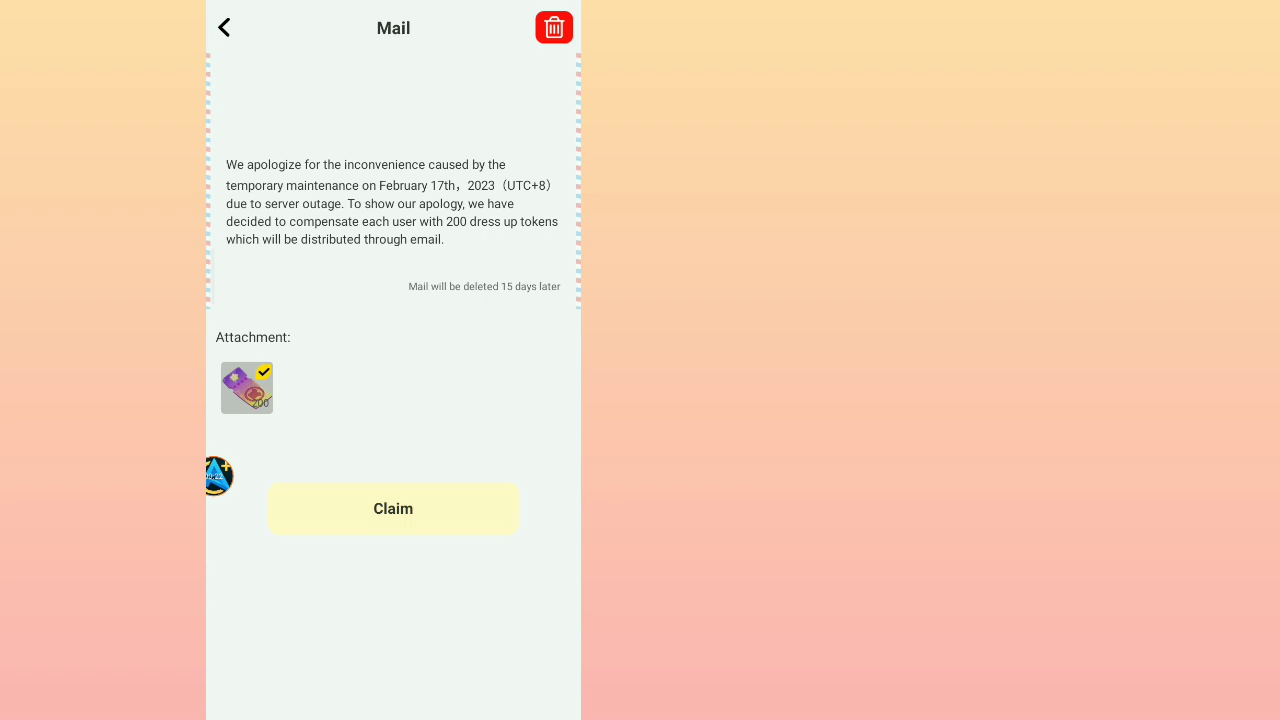 Mail
We apologize for the inconvenience caused by the
temporary maintenance on February 17th，2023（UTC+8）
due to server outage. To show our apology, we have
decided to compensate each user with 200 dress up tokens
which will be distributed through email.
Mail will be deleted 15 days later
Attachment:
200
Claim